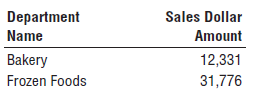 Department Sales Dollar
Name Amount
Bakery 12,331
Frozen Foods 31,776